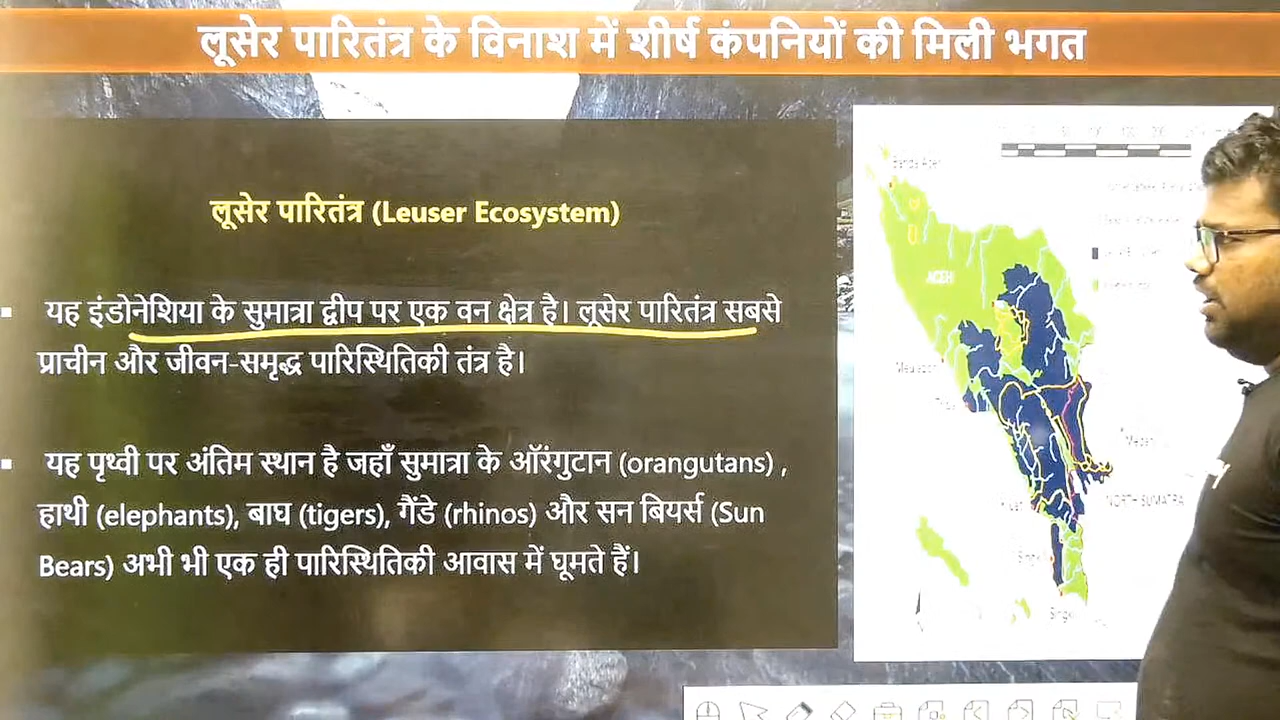 लूसेर पारितंत्र के विनाश में शीर्ष कंपनियों की मिली भगत
लूसेर पारितंत्र (Leuser Ecosystem)
यह इंडोनेशिया के सुमात्रा द्वीप पर एक वन क्षेत्र है। लूसेर पारितंत्र सबसे
प्राचीन और जीवन-समृद्ध पारिस्थितिकी तंत्र है।
यह पृथ्वी पर अंतिम स्थान है जहाँ सुमात्रा के ऑरंगुटान (orangutans) ,
हाथी (elephants), बाघ (tigers), गैंडे (rhinos) और सन बियर्स (Sun
Bears) अभी भी एक ही पारिस्थितिकी आवास में घूमते हैं।
ACEH
NORTH SUMATRA